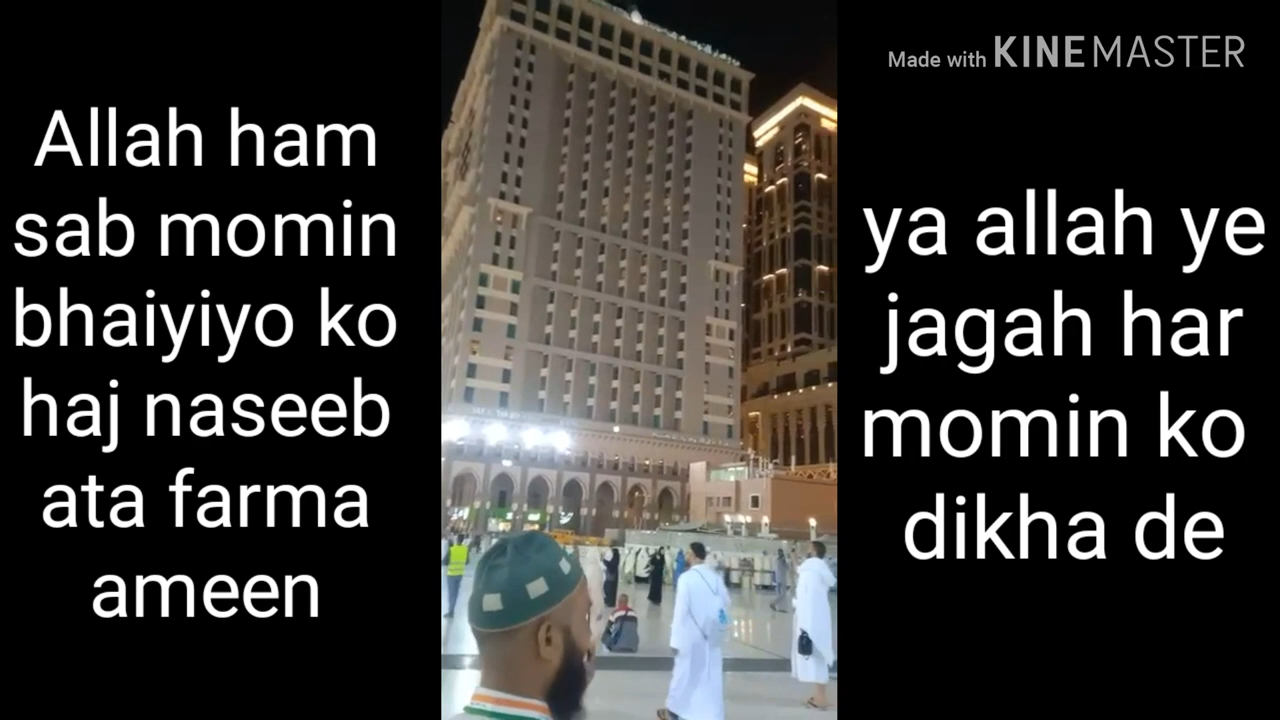 Allah ham
sab momin
bhaiyiyo ko
haj naseeb
ata farma
ameen
Made with KINEMASTER
ya allah ye
jagah har
momin ko
dikha de